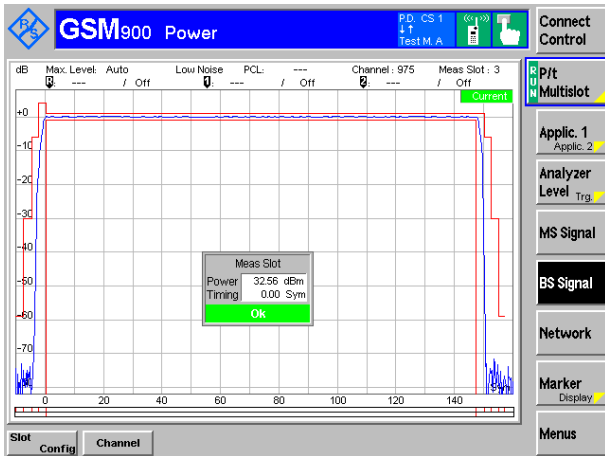 R/S GSM900 Power P.D. CS 1
Test M. A
dB Max. Level: Auto Low Noise PCL: --- Channel : 975 Meas Slot : 3
R: --- / Off 1: --- / Off 2: --- / Off
Current
+0
-10
-20
-30
-40
-50
-60
-70
0 20 40 60 80 100 120 140
Meas Slot
Power 32.56 dBm
Timing 0.00 Sym
Ok
Connect
Control
RUN
P/t
Multislot
Applic. 1
Applic. 2
Analyzer
Level Trg.
MS Signal
BS Signal
Network
Marker
Display
Menus
Slot
Config
Channel